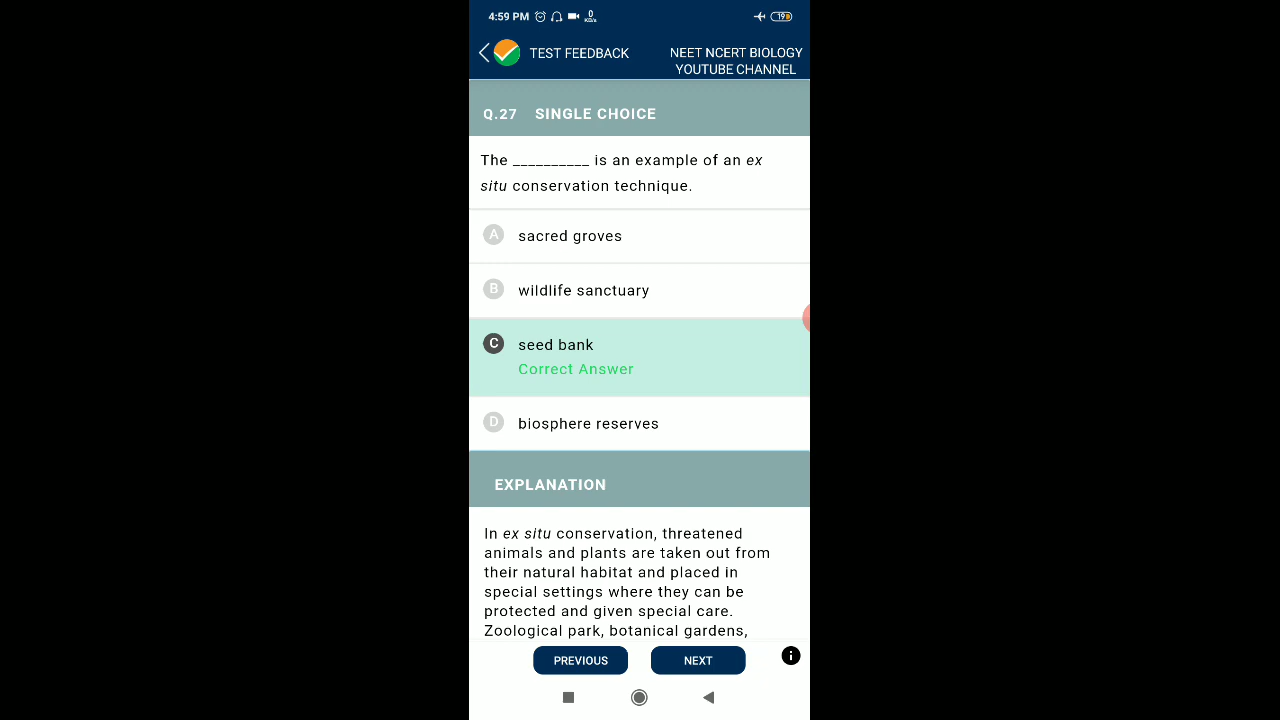 4:59 PM 0 KB/s 19
TEST FEEDBACK
NEET NCERT BIOLOGY
YOUTUBE CHANNEL
Q.27 SINGLE CHOICE
The __________ is an example of an ex
situ conservation technique.
A sacred groves
B wildlife sanctuary
C seed bank
Correct Answer
D biosphere reserves
EXPLANATION
In ex situ conservation, threatened
animals and plants are taken out from
their natural habitat and placed in
special settings where they can be
protected and given special care.
Zoological park, botanical gardens,
PREVIOUS NEXT